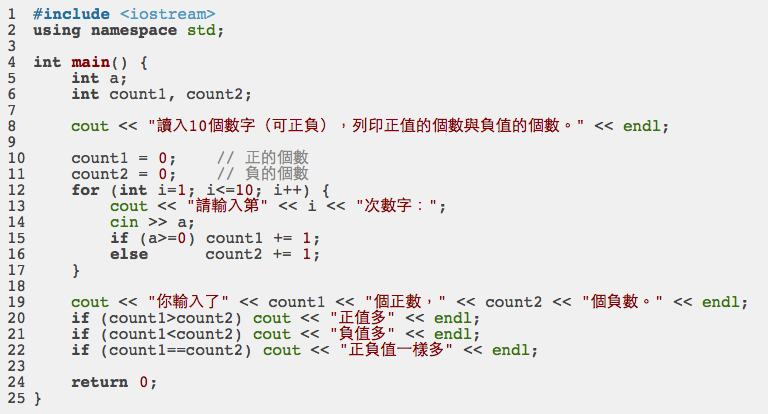 1 #include <iostream>
2 using namespace std;
3
4 int main() {
5     int a;
6     int count1, count2;
7
8     cout << "讀入10個數字（可正負），列印正值的個數與負值的個數。" << endl;
9
10     count1 = 0;    // 正的個數
11     count2 = 0;    // 負的個數
12     for (int i=1; i<=10; i++) {
13         cout << "請輸入第" << i << "次數字：";
14         cin >> a;
15         if (a>=0) count1 += 1;
16         else      count2 += 1;
17     }
18
19     cout << "你輸入了" << count1 << "個正數，" << count2 << "個負數。" << endl;
20     if (count1>count2) cout << "正值多" << endl;
21     if (count1<count2) cout << "負值多" << endl;
22     if (count1==count2) cout << "正負值一樣多" << endl;
23
24     return 0;
25 }